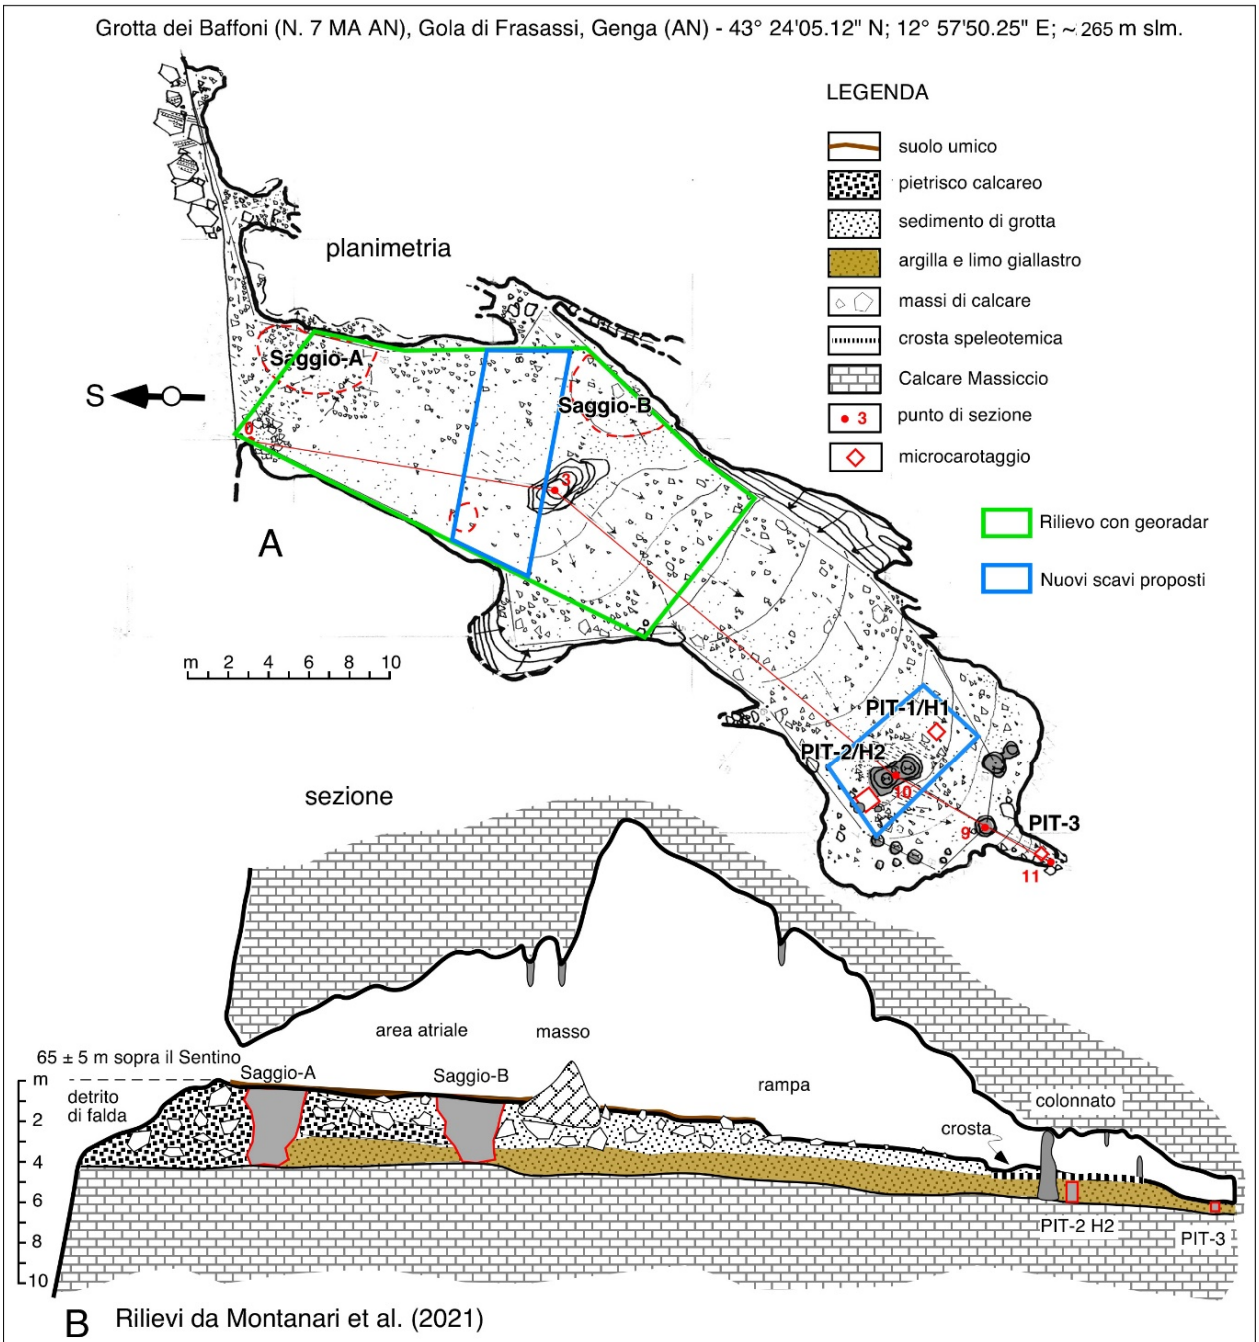 Grotta dei Baffoni (N. 7 MA AN), Gola di Frasassi, Genga (AN) - 43° 24'05.12" N; 12° 57'50.25" E; ~265 m slm.
LEGENDA
suolo umico
pietrisco calcareo
sedimento di grotta
argilla e limo giallastro
massi di calcare
crosta speleotemica
Calcare Massiccio
3 punto di sezione
microcarotaggio
Rilievo con georadar
Nuovi scavi proposti
planimetria
Saggio-A
S
Saggio-B
0
3
A
m 2 4 6 8 10
PIT-1/H1
PIT-2/H2
10
9
PIT-3
11
sezione
area atriale
masso
65 ± 5 m sopra il Sentino
Saggio-A
Saggio-B
rampa
colonnato
m
detrito
di falda
2
crosta
4
6
PIT-2 H2
PIT-3
8
10
B Rilievi da Montanari et al. (2021)